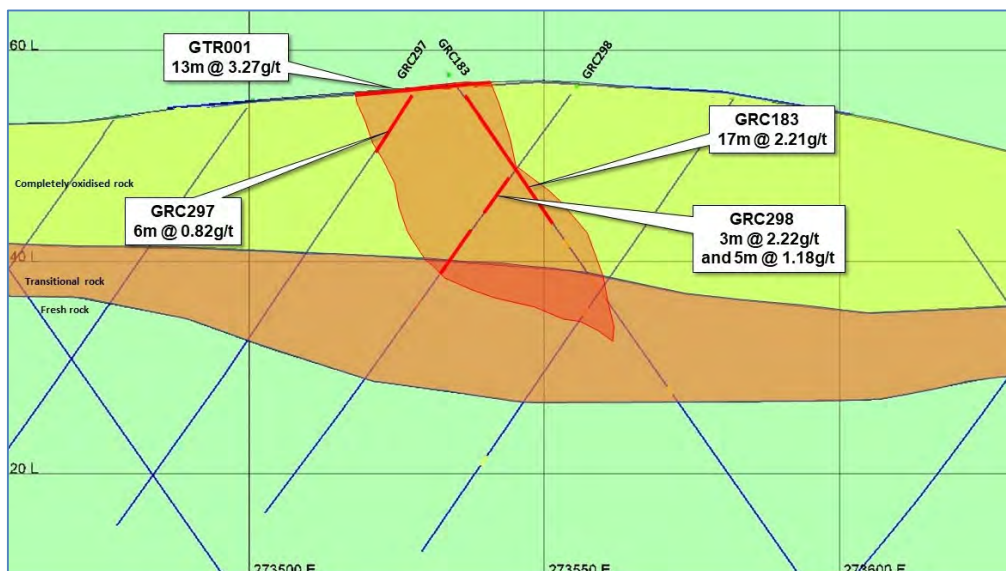 60 L
GTR001
13m @ 3.27g/t
GRC297
GRC183
GRC298
GRC183
17m @ 2.21g/t
Completely oxidised rock
GRC297
6m @ 0.82g/t
GRC298
3m @ 2.22g/t
and 5m @ 1.18g/t
40 L
Transitional rock
Fresh rock
20 L
273500 E
273550 E
273600 E